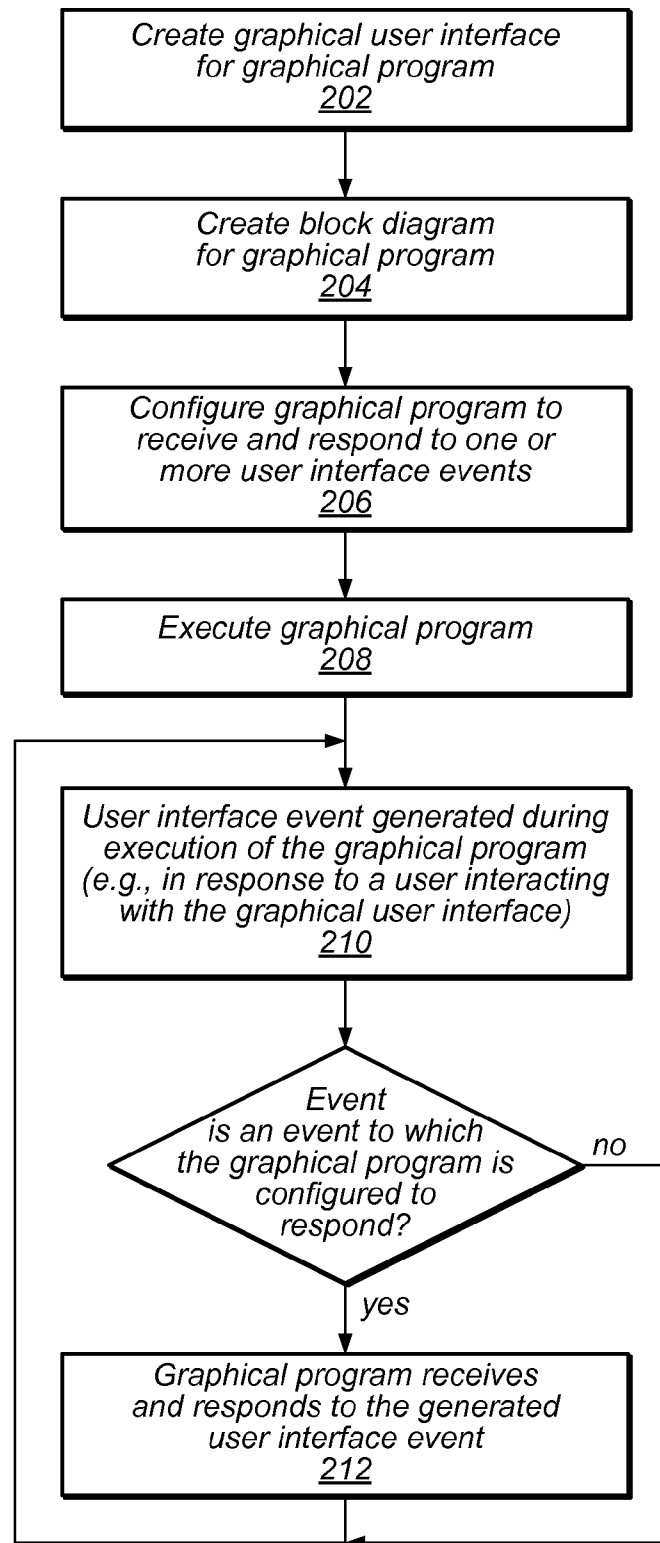 Create graphical user interface
for graphical program
202
Create block diagram
for graphical program
204
Configure graphical program to
receive and respond to one or
more user interface events
206
Execute graphical program
208
User interface event generated during
execution of the graphical program
(e.g., in response to a user interacting
with the graphical user interface)
210
Event
is an event to which
the graphical program is
configured to
respond?
no
yes
Graphical program receives
and responds to the generated
user interface event
212